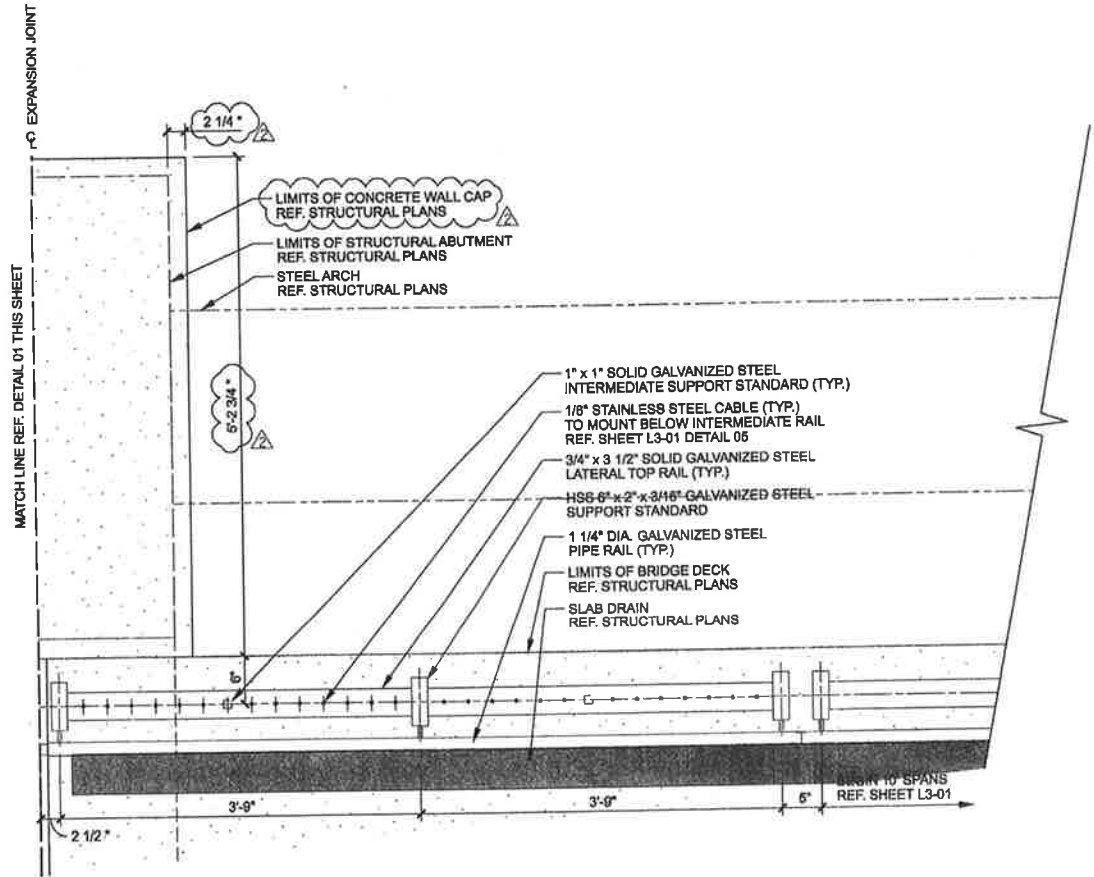 MATCH LINE REF. DETAIL 01 THIS SHEET
℄ EXPANSION JOINT
2 1/4"
2
LIMITS OF CONCRETE WALL CAP
REF. STRUCTURAL PLANS
2
LIMITS OF STRUCTURAL ABUTMENT
REF. STRUCTURAL PLANS
STEEL ARCH
REF. STRUCTURAL PLANS
5'-2 3/4"
2
1" x 1" SOLID GALVANIZED STEEL
INTERMEDIATE SUPPORT STANDARD (TYP.)
1/8" STAINLESS STEEL CABLE (TYP.)
TO MOUNT BELOW INTERMEDIATE RAIL
REF. SHEET L3-01 DETAIL 05
3/4" x 3 1/2" SOLID GALVANIZED STEEL
LATERAL TOP RAIL (TYP.)
HSS 6" x 2" x 3/16" GALVANIZED STEEL
SUPPORT STANDARD
1 1/4" DIA. GALVANIZED STEEL
PIPE RAIL (TYP.)
LIMITS OF BRIDGE DECK
REF. STRUCTURAL PLANS
SLAB DRAIN
REF. STRUCTURAL PLANS
6"
BEGIN 10' SPANS
REF. SHEET L3-01
3'-9"
3'-9"
5"
2 1/2"